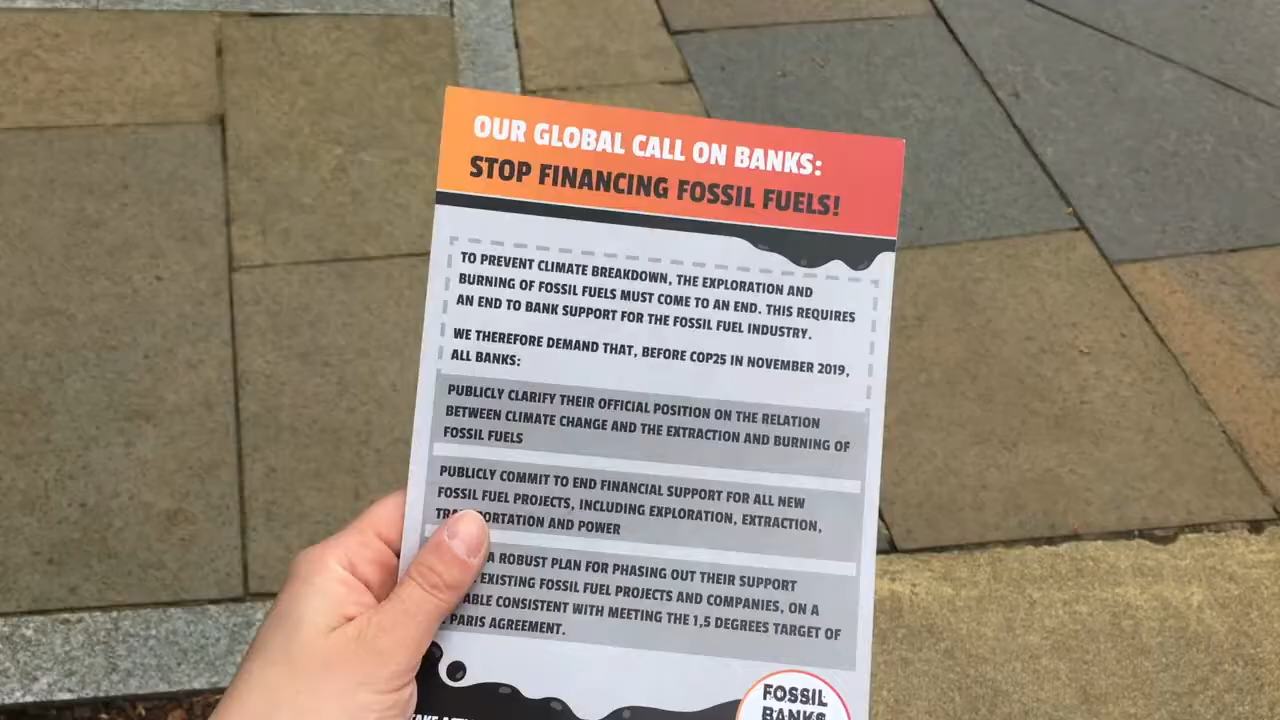 OUR GLOBAL CALL ON BANKS:
STOP FINANCING FOSSIL FUELS!
TO PREVENT CLIMATE BREAKDOWN, THE EXPLORATION AND
BURNING OF FOSSIL FUELS MUST COME TO AN END. THIS REQUIRES
AN END TO BANK SUPPORT FOR THE FOSSIL FUEL INDUSTRY.
WE THEREFORE DEMAND THAT, BEFORE COP25 IN NOVEMBER 2019,
ALL BANKS:
PUBLICLY CLARIFY THEIR OFFICIAL POSITION ON THE RELATION
BETWEEN CLIMATE CHANGE AND THE EXTRACTION AND BURNING OF
FOSSIL FUELS
PUBLICLY COMMIT TO END FINANCIAL SUPPORT FOR ALL NEW
FOSSIL FUEL PROJECTS, INCLUDING EXPLORATION, EXTRACTION,
TRANSPORTATION AND POWER
A ROBUST PLAN FOR PHASING OUT THEIR SUPPORT
EXISTING FOSSIL FUEL PROJECTS AND COMPANIES, ON A
CONSISTENT WITH MEETING THE 1,5 DEGREES TARGET OF
PARIS AGREEMENT.
FOSSIL
BANKS